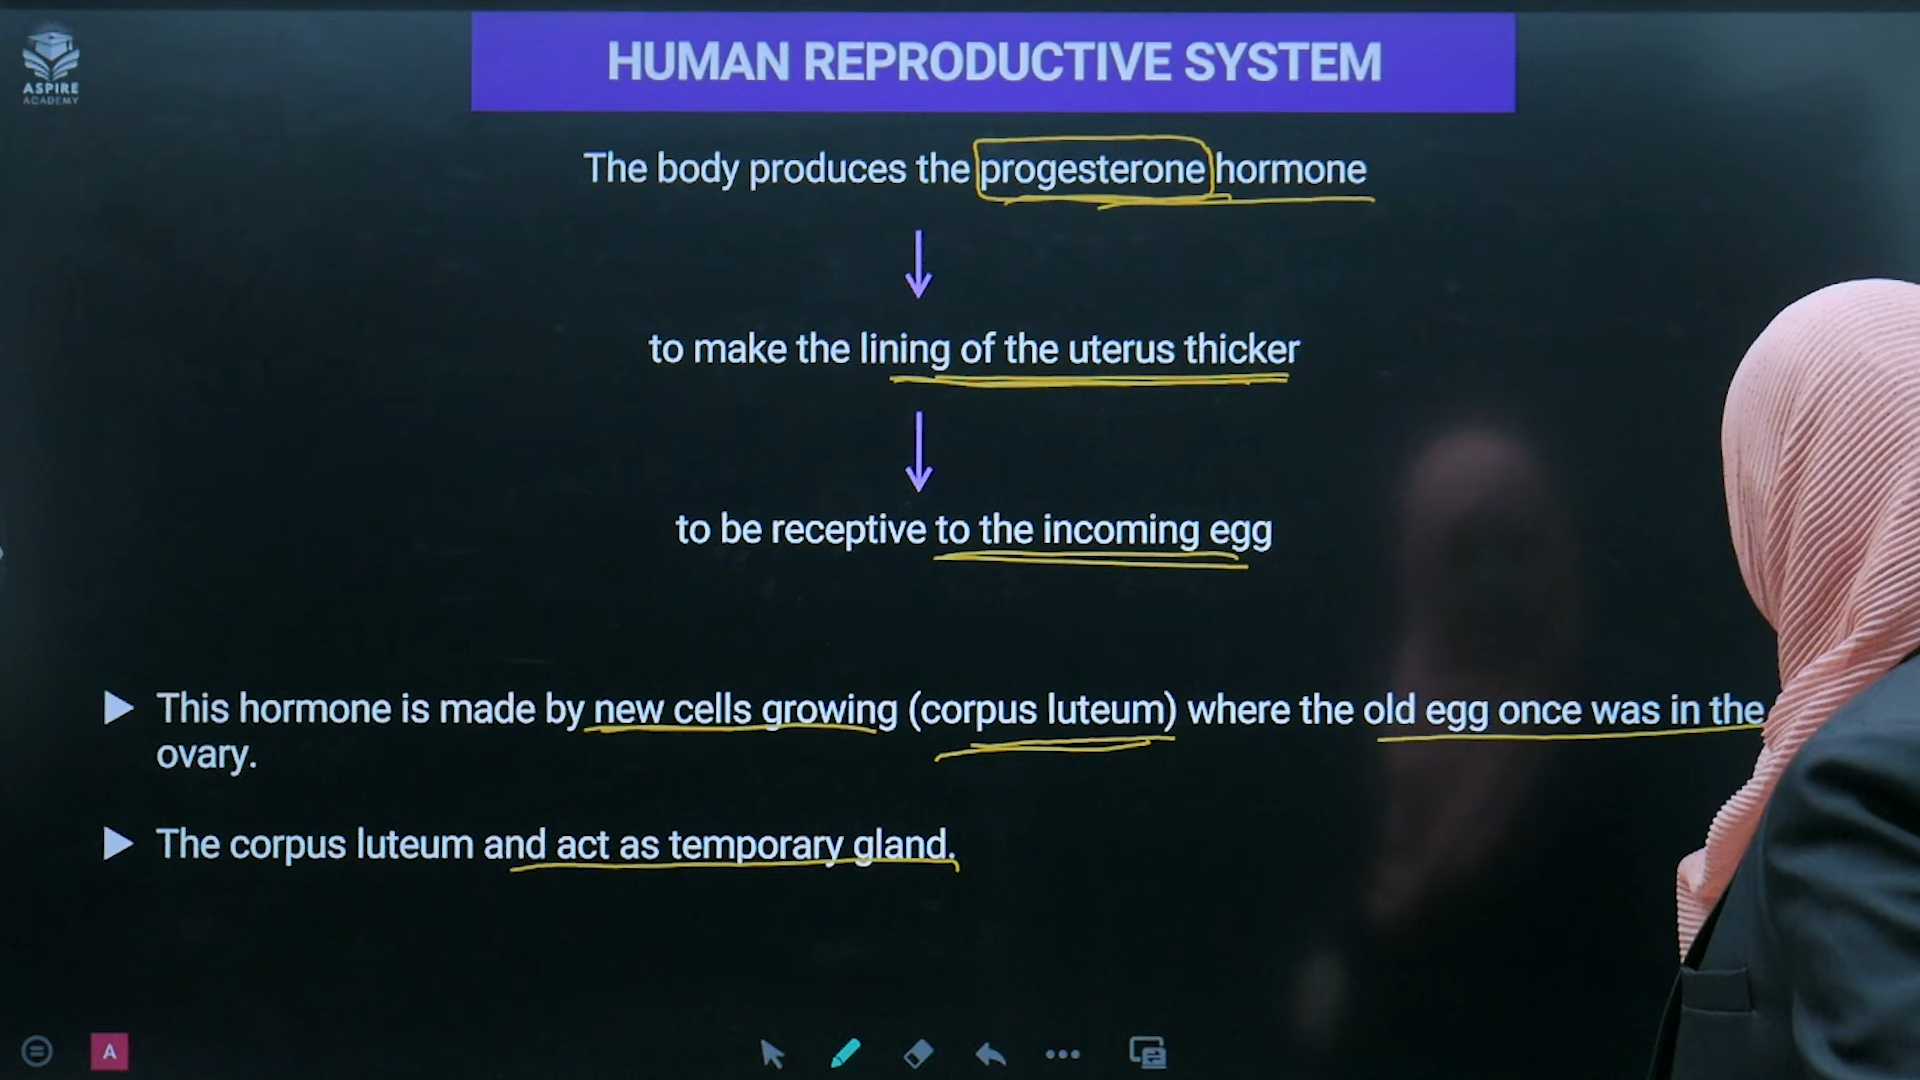 ASPIRE
ACADEMY
HUMAN REPRODUCTIVE SYSTEM
The body produces the progesterone hormone
to make the lining of the uterus thicker
to be receptive to the incoming egg
This hormone is made by new cells growing (corpus luteum) where the old egg once was in the
ovary.
The corpus luteum and act as temporary gland.
A